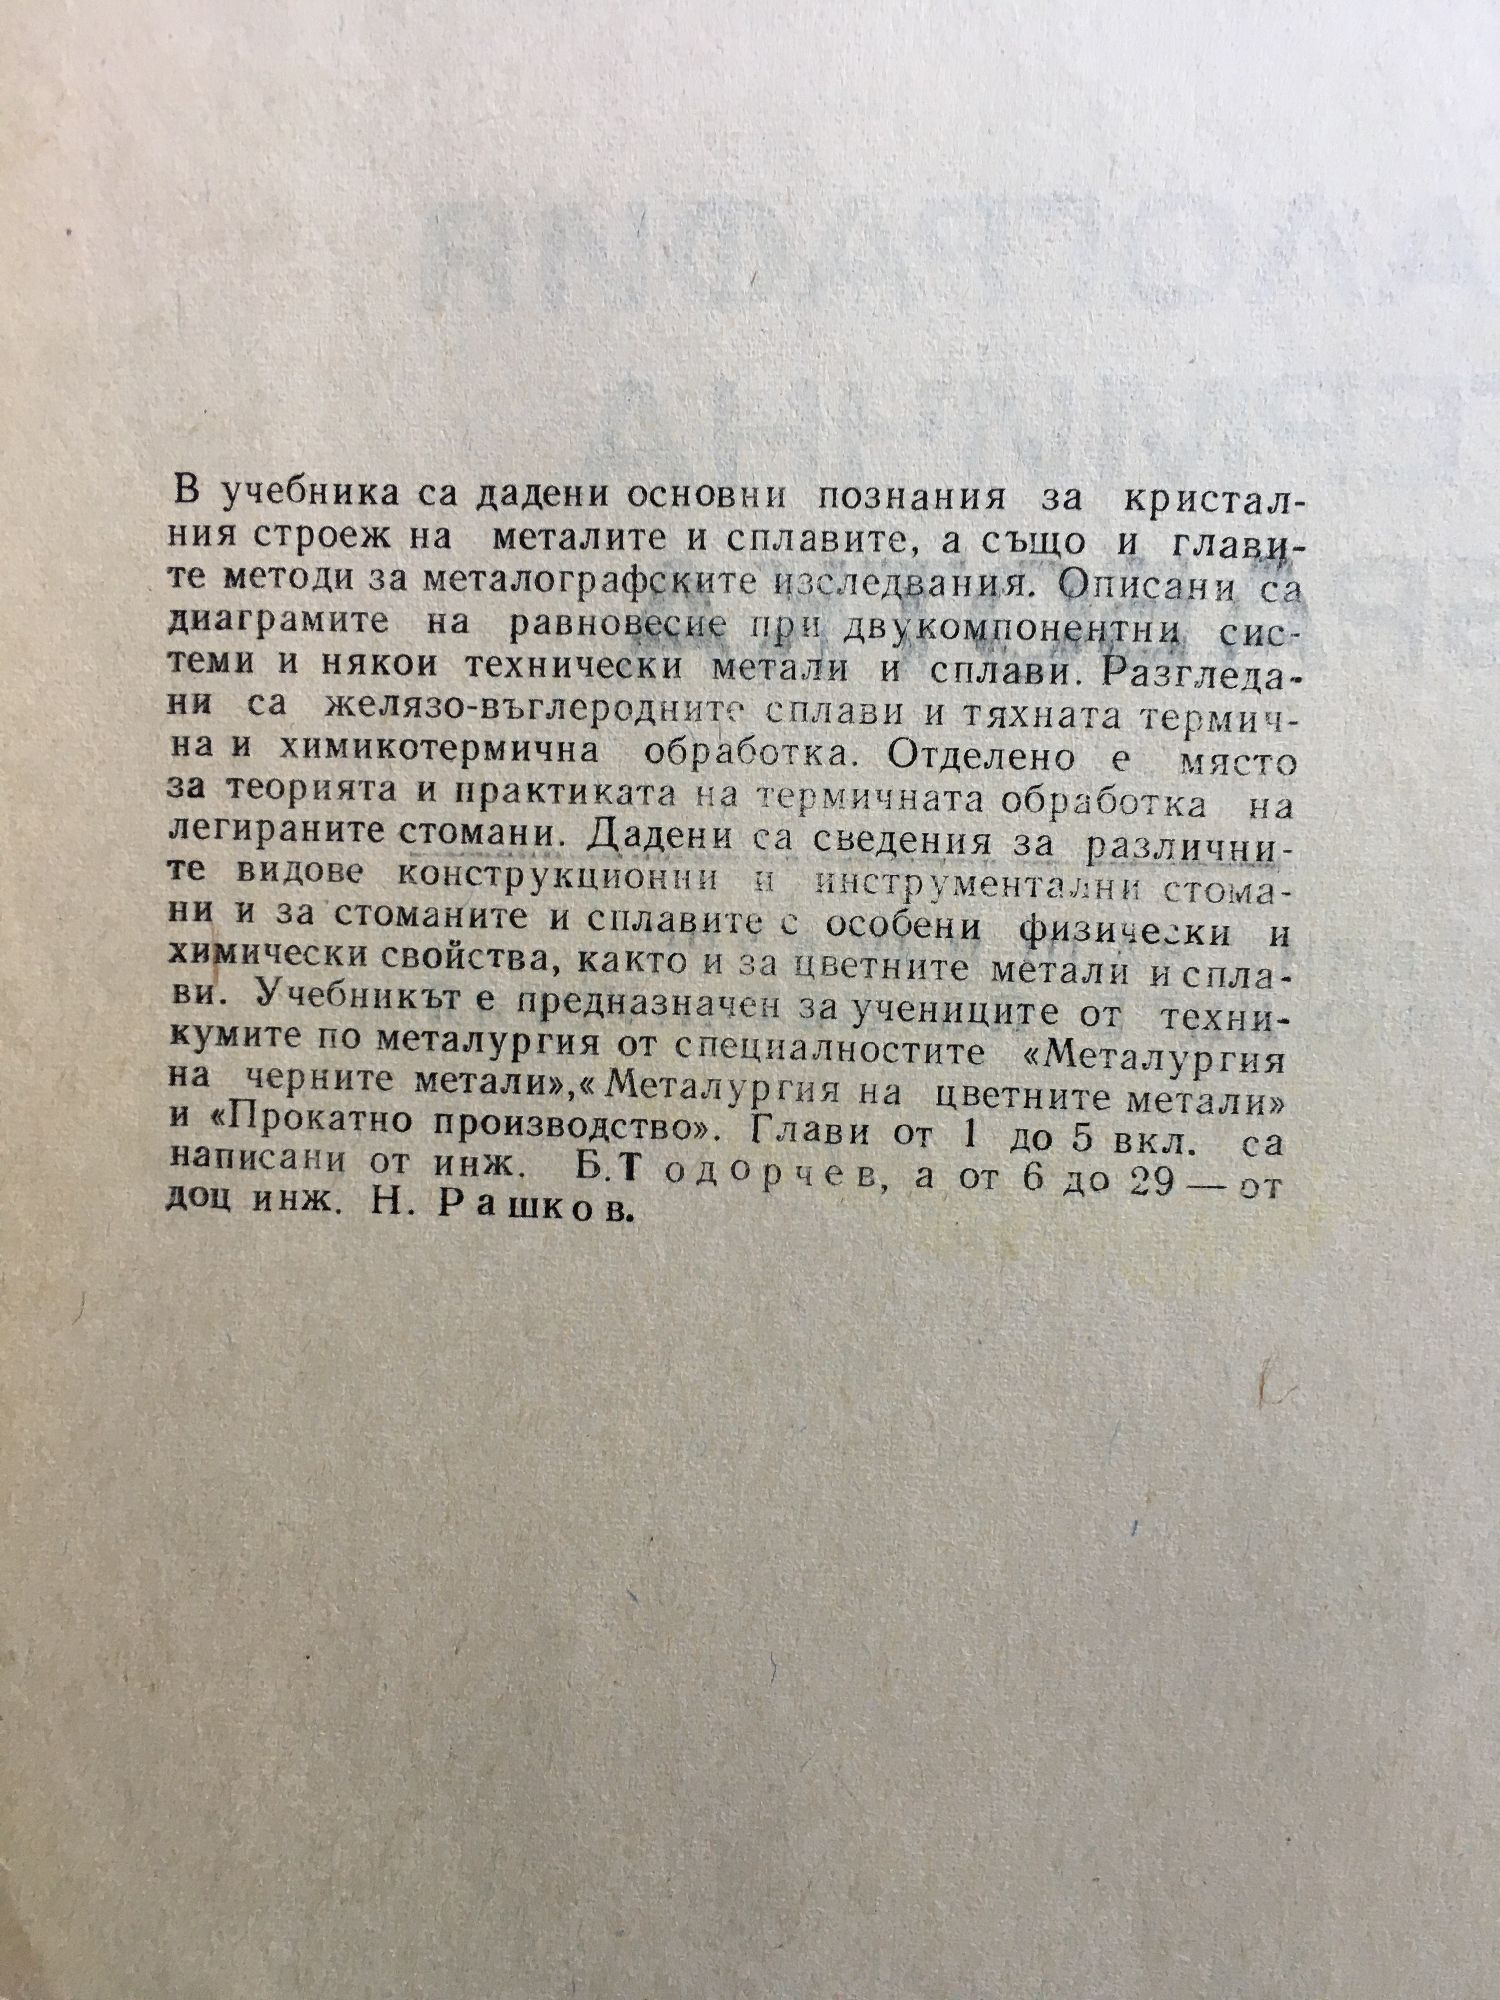 В учебника са дадени основни познания за кристал-
ния строеж на металите и сплавите, а също и главни-
те методи за металографските изследвания. Описани са
диаграмите на равновесие при двукомпонентни сис-
теми и някои технически метали и сплави. Разгледа-
ни са желязо-въглеродните сплави и тяхната термич-
на и химикотермична обработка. Отделено е място
за теорията и практиката на термичната обработка на
легираните стомани. Дадени са сведения за различни-
те видове конструкционни и инструментални стома-
ни и за стоманите и сплавите с особени физически и
химически свойства, както и за цветните метали и спла-
ви. Учебникът е предназначен за учениците от техни-
кумите по металургия от специалностите «Металургия
на черните метали», «Металургия на цветните метали»
и «Прокатно производство». Глави от 1 до 5 вкл. са
написани от инж. Б. Тодорчев, а от 6 до 29 — от
доц инж. Н. Рашков.